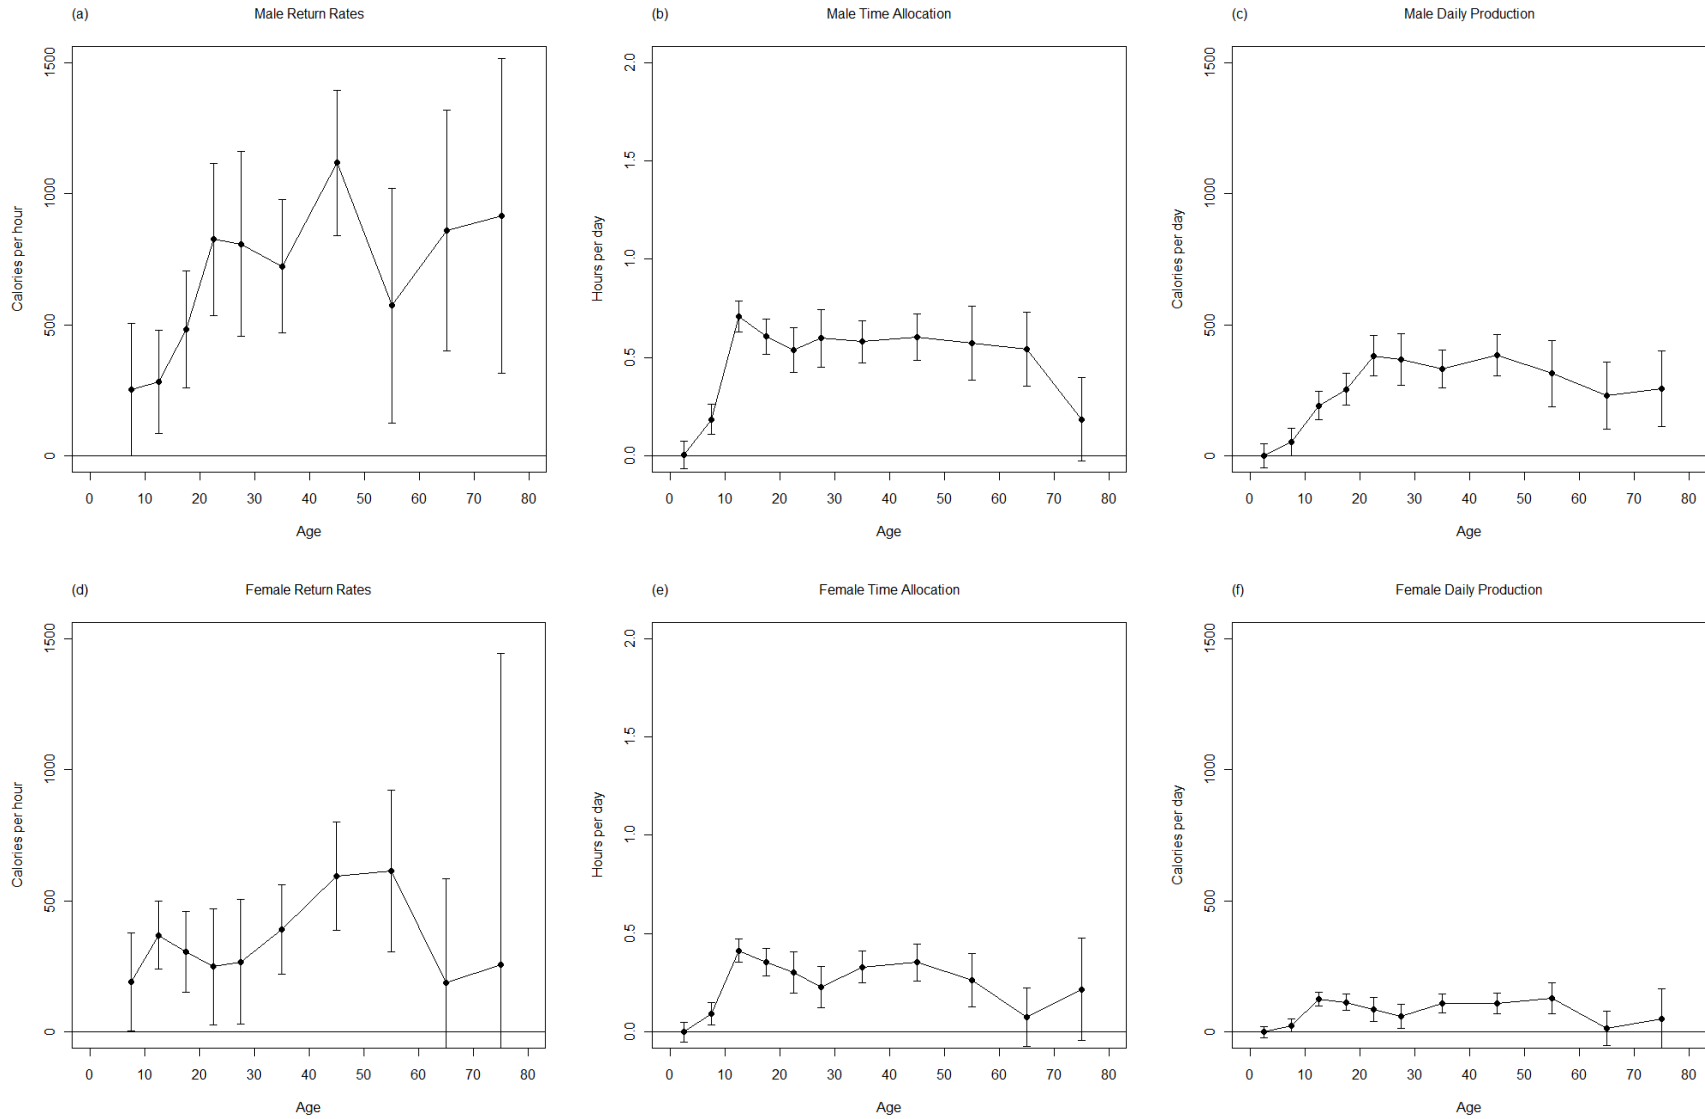 (a) Male Return Rates
Calories per hour
0 500 1000 1500
0 10 20 30 40 50 60 70 80
Age
(b) Male Time Allocation
Hours per day
0.0 0.5 1.0 1.5 2.0
0 10 20 30 40 50 60 70 80
Age
(c) Male Daily Production
Calories per day
0 500 1000 1500
0 10 20 30 40 50 60 70 80
Age
(d) Female Return Rates
Calories per hour
0 500 1000 1500
0 10 20 30 40 50 60 70 80
Age
(e) Female Time Allocation
Hours per day
0.0 0.5 1.0 1.5 2.0
0 10 20 30 40 50 60 70 80
Age
(f) Female Daily Production
Calories per day
0 500 1000 1500
0 10 20 30 40 50 60 70 80
Age